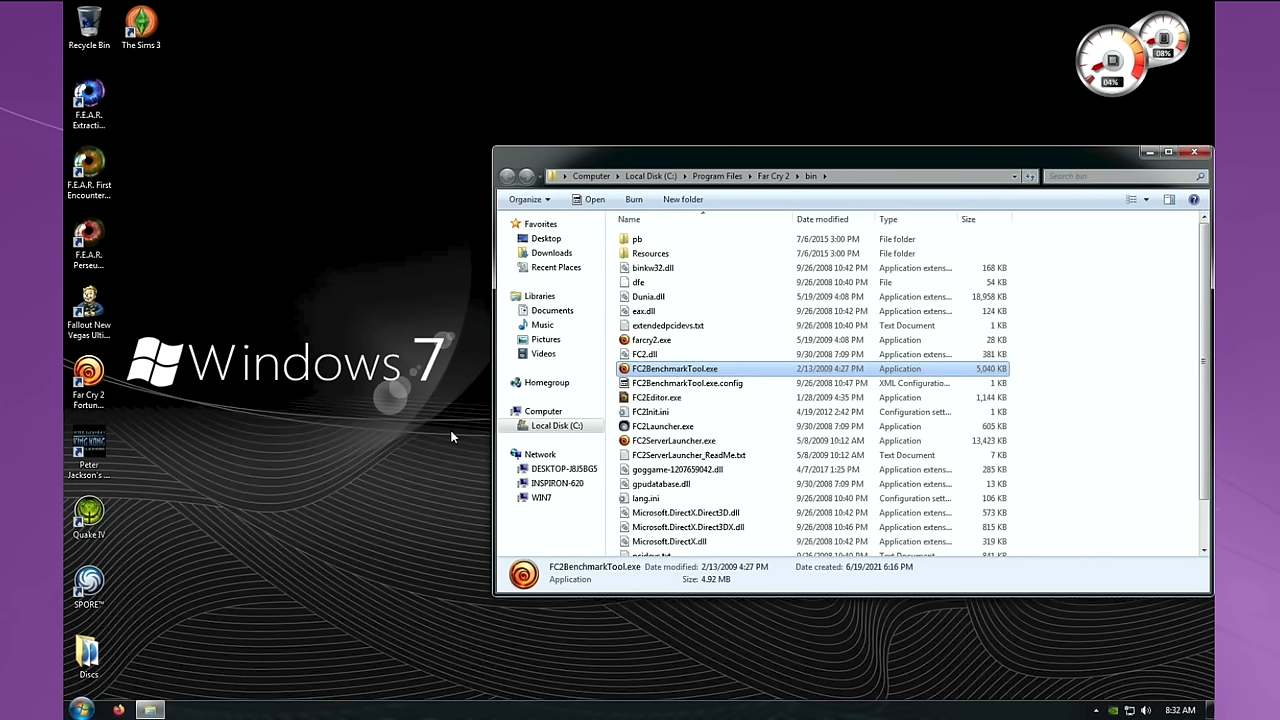 Recycle Bin
The Sims 3
F.E.A.R.
Extracti...
F.E.A.R. First
Encounter...
F.E.A.R.
Perseu...
Fallout New
Vegas Ulti...
Far Cry 2
Fortun...
KING KONG
Peter
Jackson's ...
Quake IV
SPORE™
Discs
Windows 7
04%
08%
Computer
Local Disk (C:)
Program Files
Far Cry 2
bin
Search bin
Organize
Open
Burn
New folder
Favorites
Desktop
Downloads
Recent Places
Libraries
Documents
Music
Pictures
Videos
Homegroup
Computer
Local Disk (C:)
Network
DESKTOP-J8J5BG5
INSPIRON-620
WIN7
Name Date modified Type Size
pb 7/6/2015 3:00 PM File folder
Resources 7/6/2015 3:00 PM File folder
binkw32.dll 9/26/2008 10:42 PM Application extens... 168 KB
dfe 9/26/2008 10:40 PM File 54 KB
Dunia.dll 5/19/2009 4:08 PM Application extens... 18,958 KB
eax.dll 9/26/2008 10:42 PM Application extens... 124 KB
extendedpcidevs.txt 9/26/2008 10:40 PM Text Document 1 KB
farcry2.exe 5/19/2009 4:08 PM Application 28 KB
FC2.dll 9/30/2008 7:09 PM Application extens... 381 KB
FC2BenchmarkTool.exe 2/13/2009 4:27 PM Application 5,040 KB
FC2BenchmarkTool.exe.config 9/26/2008 10:47 PM XML Configuratio... 1 KB
FC2Editor.exe 1/28/2009 4:35 PM Application 1,144 KB
FC2Init.ini 4/19/2012 2:42 PM Configuration sett... 1 KB
FC2Launcher.exe 9/30/2008 7:09 PM Application 605 KB
FC2ServerLauncher.exe 5/8/2009 10:12 AM Application 13,423 KB
FC2ServerLauncher_ReadMe.txt 5/8/2009 10:12 AM Text Document 7 KB
goggame-1207659042.dll 4/7/2017 1:25 PM Application extens... 285 KB
gpudatabase.dll 9/30/2008 7:09 PM Application extens... 13 KB
lang.ini 9/26/2008 10:40 PM Configuration sett... 106 KB
Microsoft.DirectX.Direct3D.dll 9/26/2008 10:42 PM Application extens... 573 KB
Microsoft.DirectX.Direct3DX.dll 9/26/2008 10:46 PM Application extens... 815 KB
Microsoft.DirectX.dll 9/26/2008 10:42 PM Application extens... 319 KB
FC2BenchmarkTool.exe Date modified: 2/13/2009 4:27 PM Date created: 6/19/2021 6:16 PM
Application Size: 4.92 MB
8:32 AM